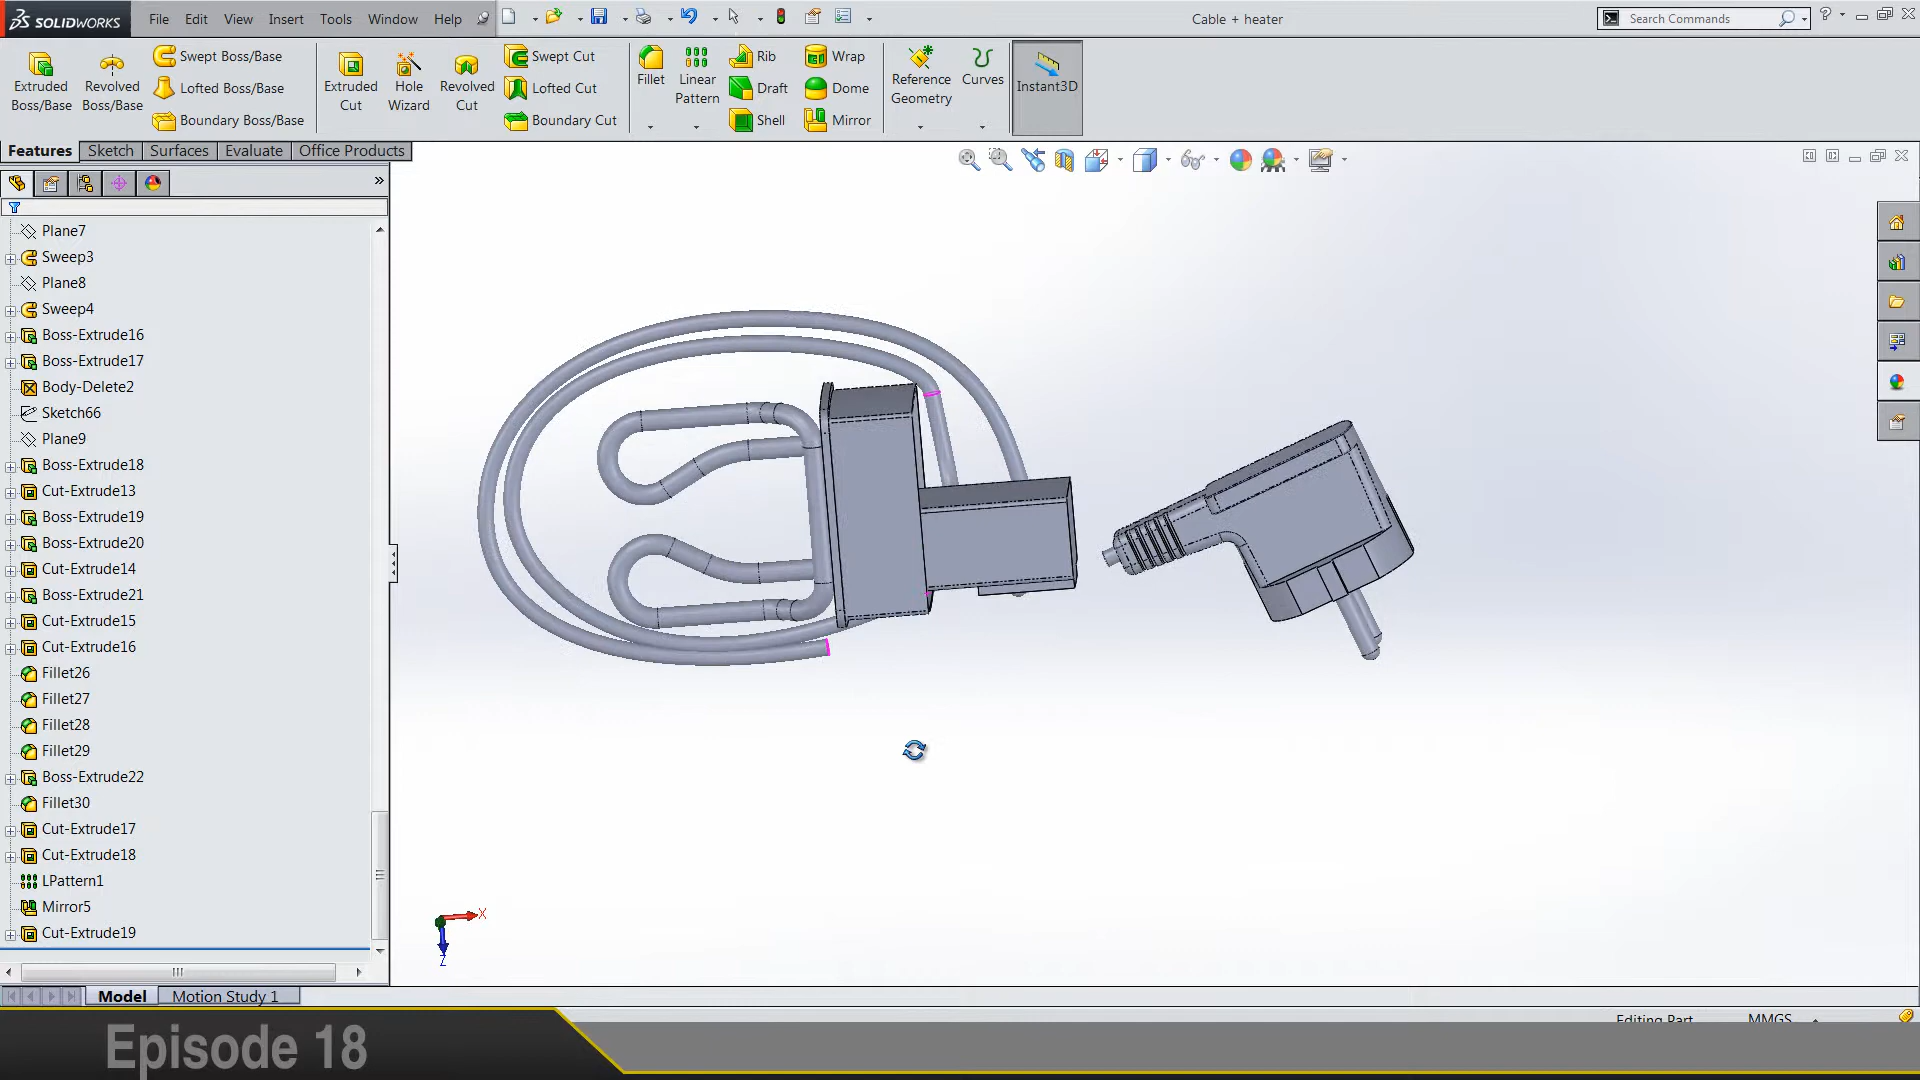 SOLIDWORKS File Edit View Insert Tools Window Help Cable + heater Search Commands
Extruded Boss/Base
Revolved Boss/Base
Swept Boss/Base
Lofted Boss/Base
Boundary Boss/Base
Extruded Cut
Hole Wizard
Revolved Cut
Swept Cut
Lofted Cut
Boundary Cut
Fillet
Linear Pattern
Rib
Draft
Shell
Wrap
Dome
Mirror
Reference Geometry
Curves
Instant3D
Features Sketch Surfaces Evaluate Office Products
Plane7
Sweep3
Plane8
Sweep4
Boss-Extrude16
Boss-Extrude17
Body-Delete2
Sketch66
Plane9
Boss-Extrude18
Cut-Extrude13
Boss-Extrude19
Boss-Extrude20
Cut-Extrude14
Boss-Extrude21
Cut-Extrude15
Cut-Extrude16
Fillet26
Fillet27
Fillet28
Fillet29
Boss-Extrude22
Fillet30
Cut-Extrude17
Cut-Extrude18
LPattern1
Mirror5
Cut-Extrude19
X
Z
Model Motion Study 1
Editing Part MMGS
Episode 18